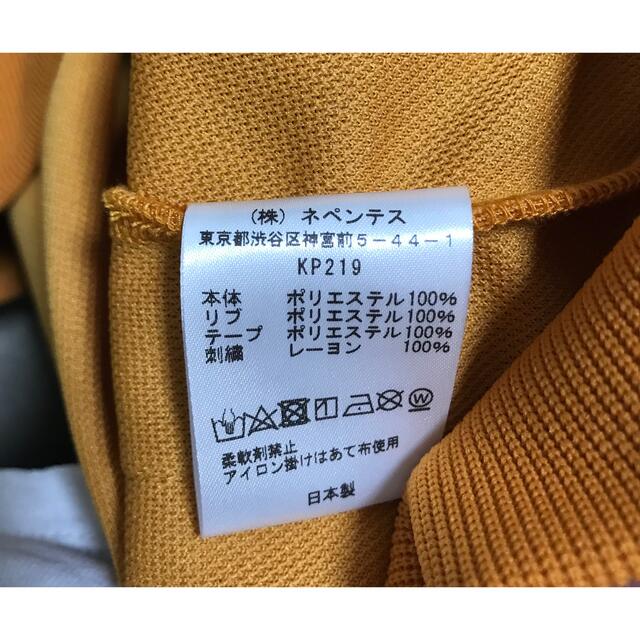 (株) ネペンテス
東京都渋谷区神宮前5-44-1
KP219
本体 ポリエステル100%
リブ ポリエステル100%
テープ ポリエステル100%
刺繍 レーヨン 100%
W
柔軟剤禁止
アイロン掛けはあて布使用
日本製